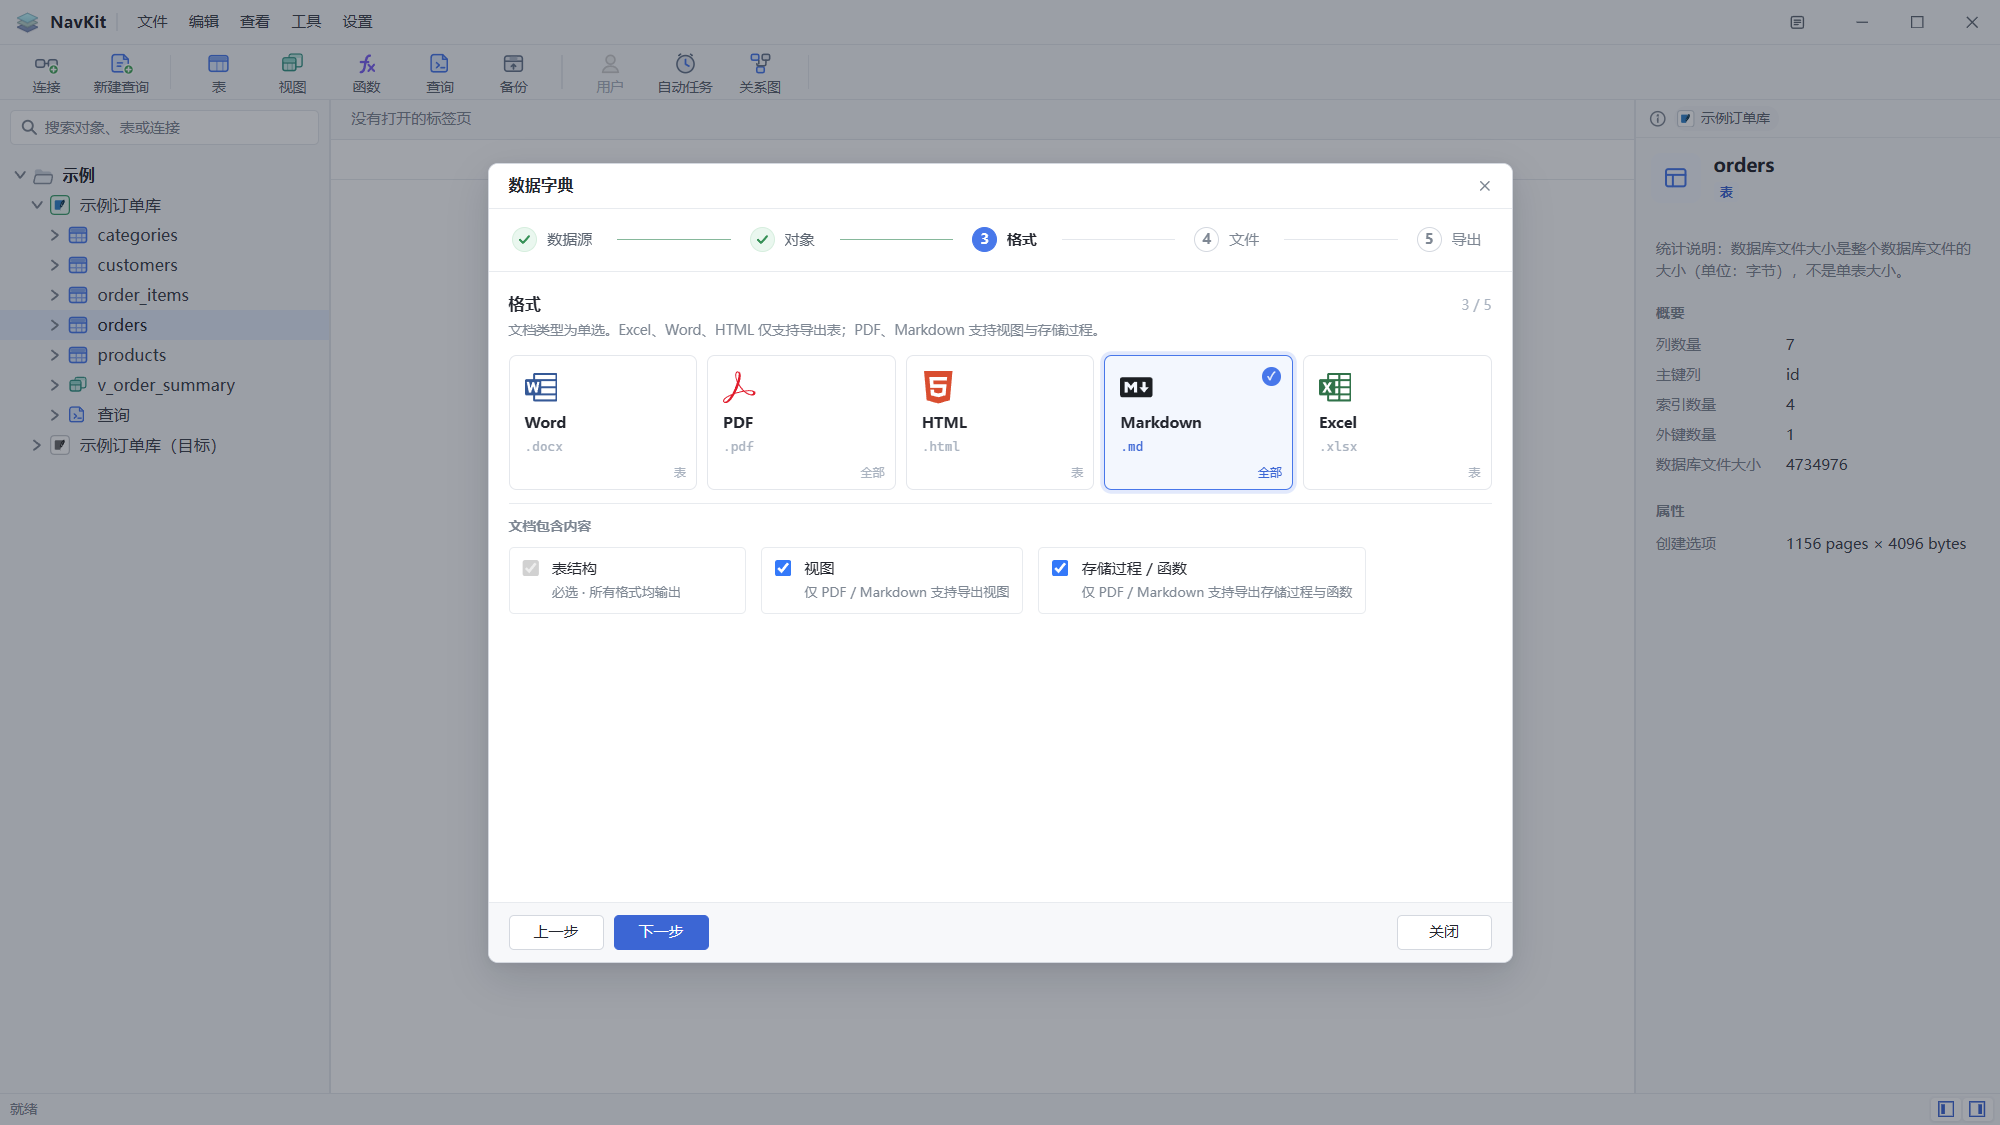 NavKit 文件 编辑 查看 工具 设置
连接 新建查询 表 视图 函数 查询 备份 用户 自动任务 关系图
搜索对象、表或连接
示例
示例订单库
categories
customers
order_items
orders
products
v_order_summary
查询
示例订单库（目标）
没有打开的标签页
数据字典
数据源 对象 3 格式 4 文件 5 导出
格式 3 / 5
文档类型为单选。Excel、Word、HTML 仅支持导出表；PDF、Markdown 支持视图与存储过程。
Word
.docx
表
PDF
.pdf
全部
HTML
.html
表
Markdown
.md
全部
Excel
.xlsx
表
文档包含内容
表结构
必选 · 所有格式均输出
视图
仅 PDF / Markdown 支持导出视图
存储过程 / 函数
仅 PDF / Markdown 支持导出存储过程与函数
上一步 下一步 关闭
示例订单库
orders
表
统计说明：数据库文件大小是整个数据库文件的
大小（单位：字节），不是单表大小。
概要
列数量 7
主键列 id
索引数量 4
外键数量 1
数据库文件大小 4734976
属性
创建选项 1156 pages × 4096 bytes
就绪